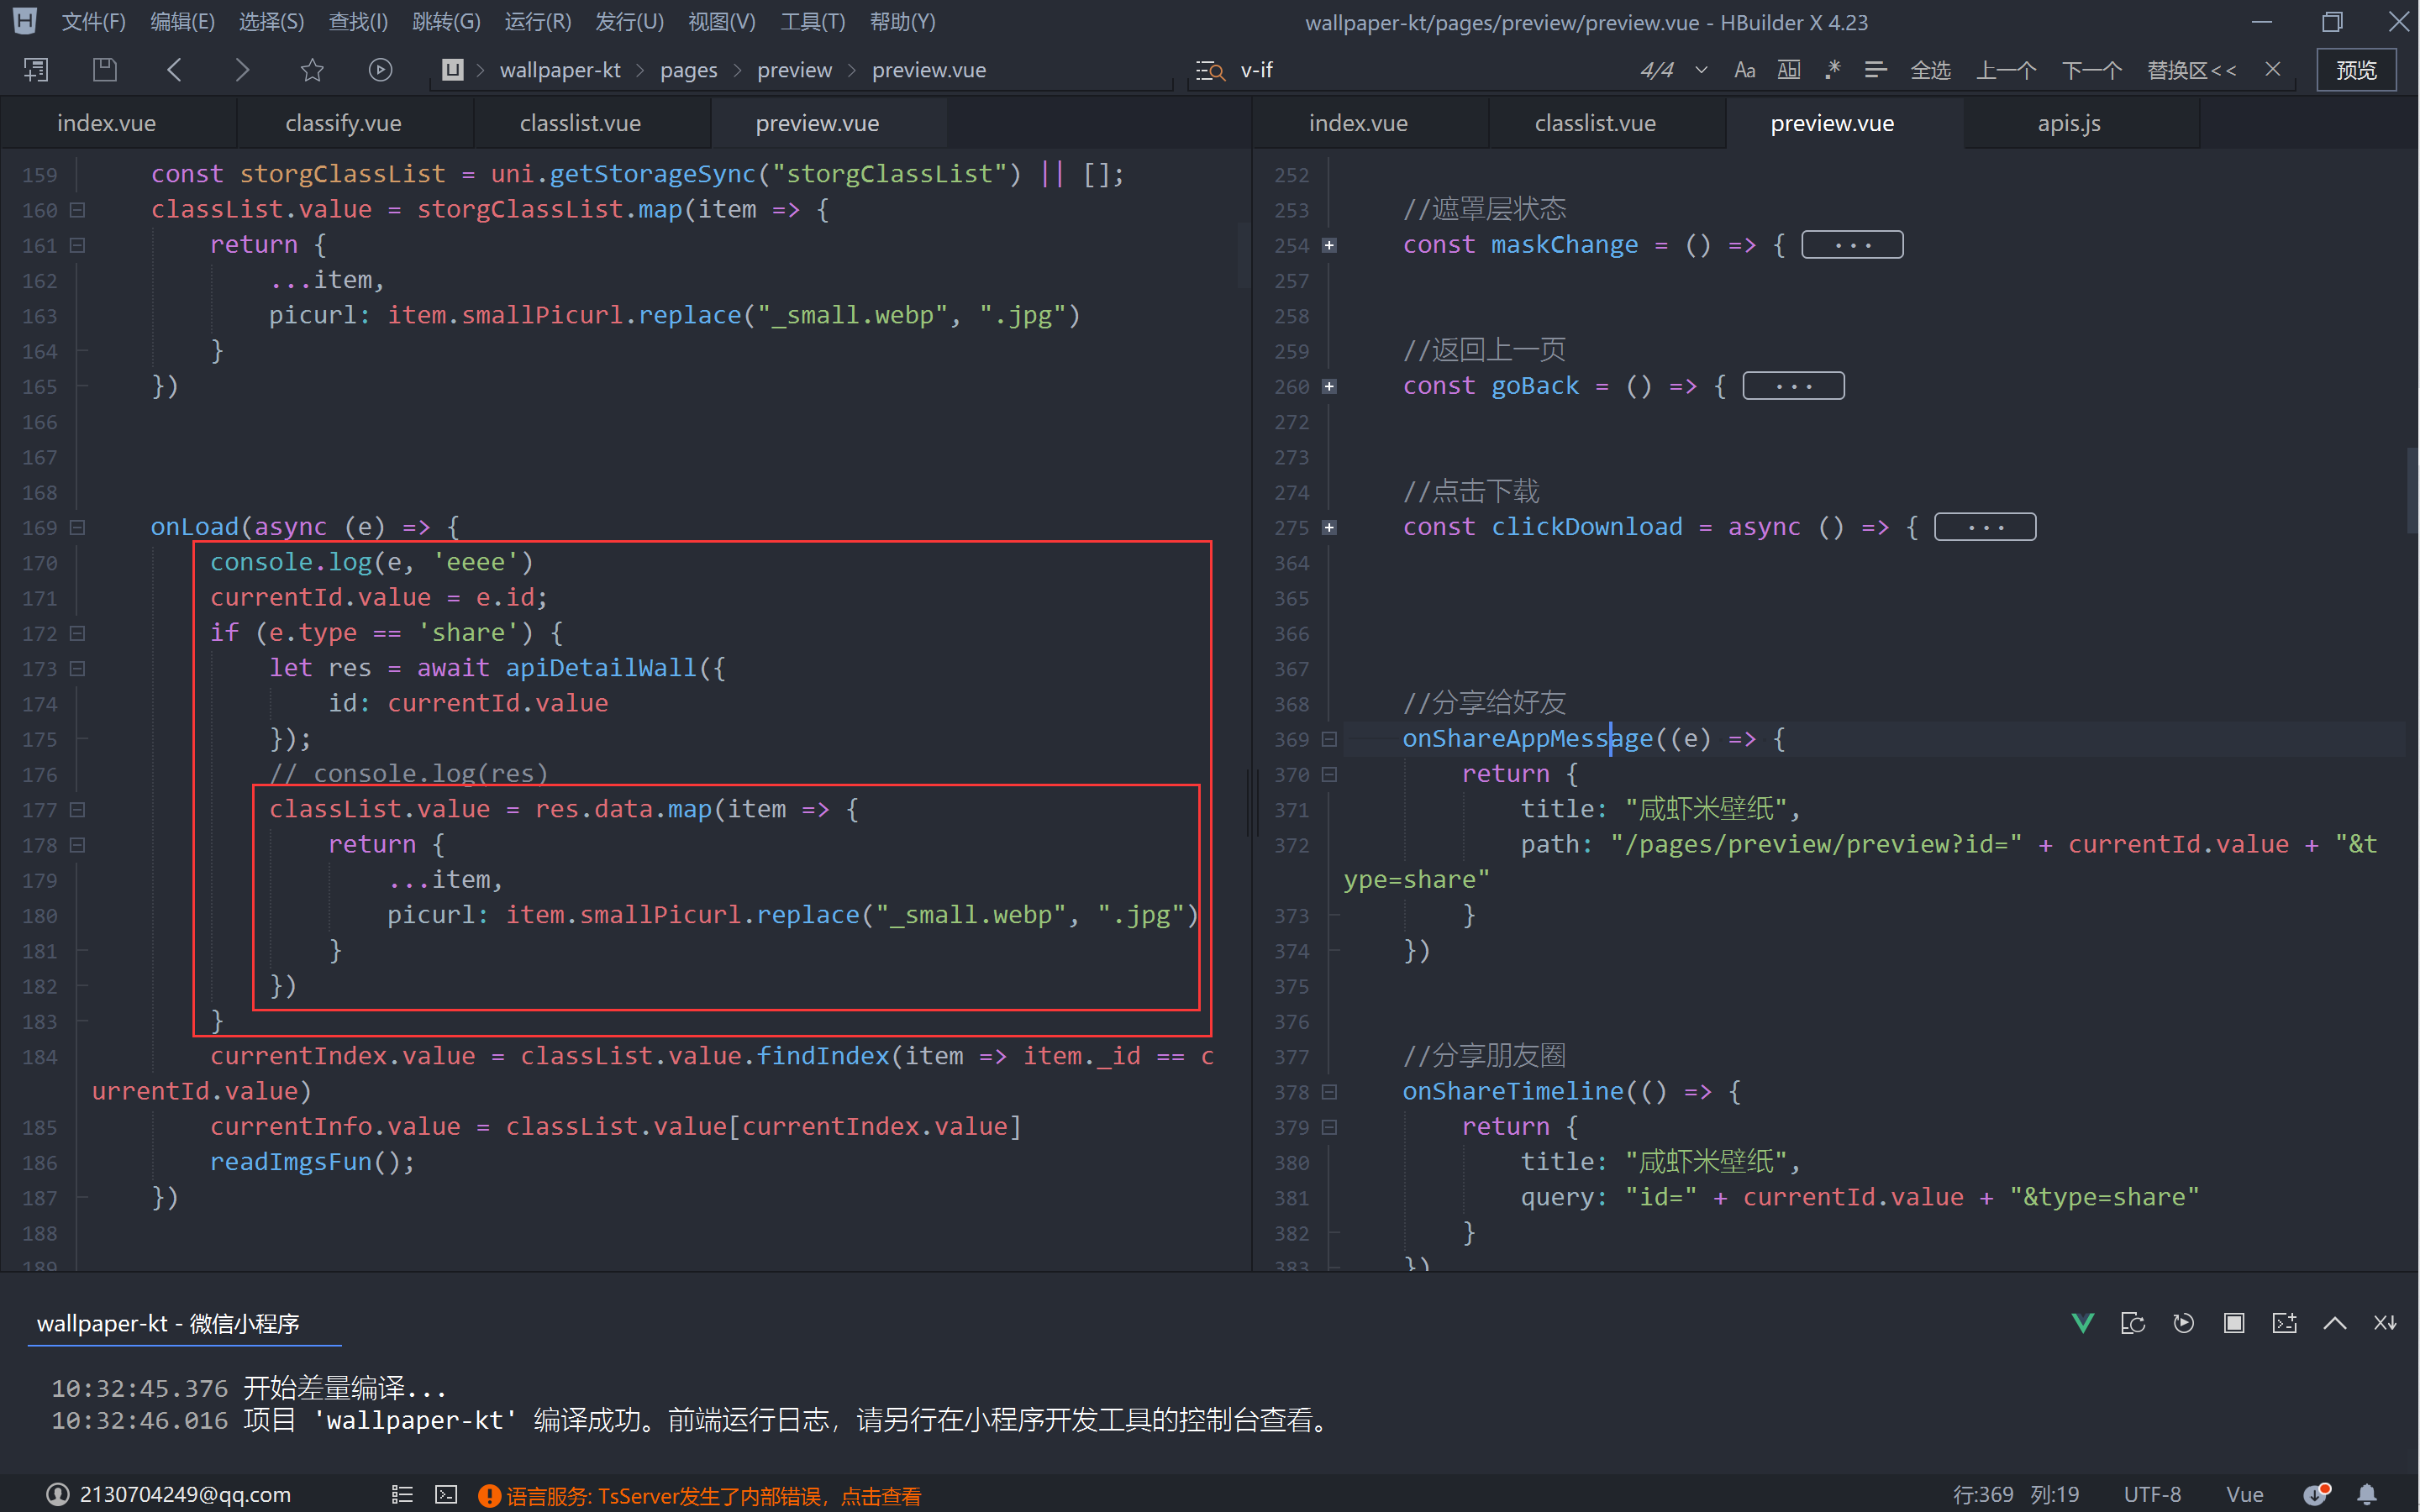 文件(F) 编辑(E) 选择(S) 查找(I) 跳转(G) 运行(R) 发行(U) 视图(V) 工具(T) 帮助(Y) wallpaper-kt/pages/preview/preview.vue - HBuilder X 4.23
wallpaper-kt pages preview preview.vue v-if 4/4 Aa Ab .* 全选 上一个 下一个 替换区<< 预览
index.vue classify.vue classlist.vue preview.vue
159 const storgClassList = uni.getStorageSync("storgClassList") || [];
160 classList.value = storgClassList.map(item => {
161 return {
162 ...item,
163 picurl: item.smallPicurl.replace("_small.webp", ".jpg")
164 }
165 })
166
167
168
169 onLoad(async (e) => {
170 console.log(e, 'eeee')
171 currentId.value = e.id;
172 if (e.type == 'share') {
173 let res = await apiDetailWall({
174 id: currentId.value
175 });
176 // console.log(res)
177 classList.value = res.data.map(item => {
178 return {
179 ...item,
180 picurl: item.smallPicurl.replace("_small.webp", ".jpg")
181 }
182 })
183 }
184 currentIndex.value = classList.value.findIndex(item => item._id == c
urrentId.value)
185 currentInfo.value = classList.value[currentIndex.value]
186 readImgsFun();
187 })
188
189
index.vue classlist.vue preview.vue apis.js
252
253 //遮罩层状态
254 const maskChange = () => { ...
257
258
259 //返回上一页
260 const goBack = () => { ...
272
273
274 //点击下载
275 const clickDownload = async () => { ...
364
365
366
367
368 //分享给好友
369 onShareAppMessage((e) => {
370 return {
371 title: "咸虾米壁纸",
372 path: "/pages/preview/preview?id=" + currentId.value + "&t
ype=share"
373 }
374 })
375
376
377 //分享朋友圈
378 onShareTimeline(() => {
379 return {
380 title: "咸虾米壁纸",
381 query: "id=" + currentId.value + "&type=share"
382 }
383 })
wallpaper-kt - 微信小程序
10:32:45.376 开始差量编译...
10:32:46.016 项目 'wallpaper-kt' 编译成功。前端运行日志，请另行在小程序开发工具的控制台查看。
2130704249@qq.com 语言服务: TsServer发生了内部错误，点击查看 行:369 列:19 UTF-8 Vue